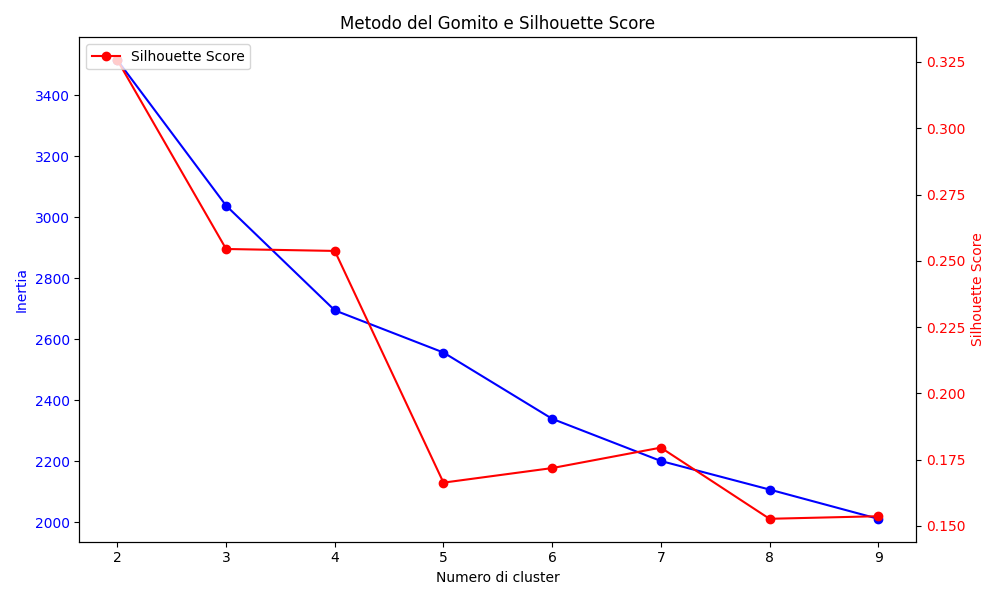 Metodo del Gomito e Silhouette Score
Silhouette Score
3400
3200
3000
2800
2600
2400
2200
2000
Inertia
0.325
0.300
0.275
0.250
0.225
0.200
0.175
0.150
Silhouette Score
2 3 4 5 6 7 8 9
Numero di cluster